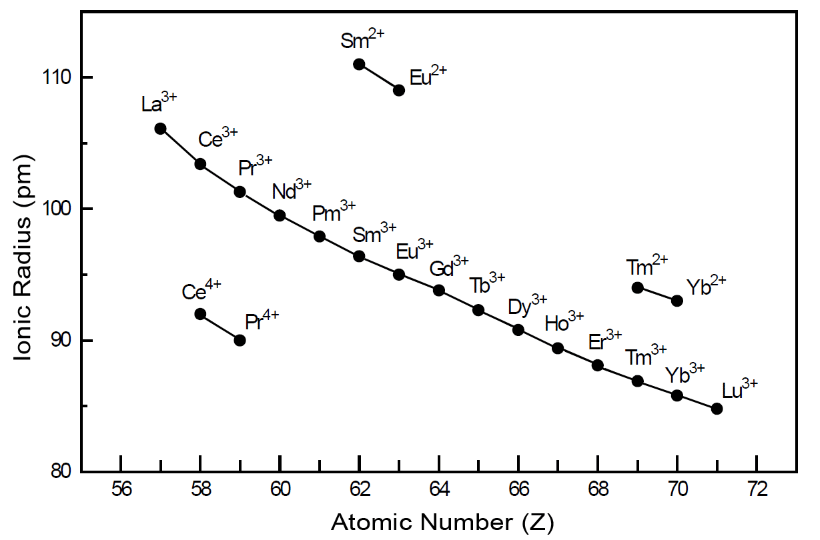 Sm2+
Eu2+
110
La3+
Ce3+
Pr3+
Nd3+
100
Pm3+
Sm3+
Eu3+
Gd3+
Tm2+
Yb2+
Ce4+
Tb3+
Dy3+
Pr4+
Ho3+
90
Er3+
Tm3+
Yb3+
Lu3+
80
56 58 60 62 64 66 68 70 72
Atomic Number (Z)
Ionic Radius (pm)